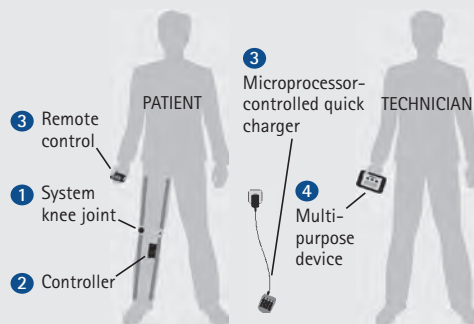 PATIENT
3 Remote
control
1 System
knee joint
2 Controller
3
Microprocessor-
controlled quick
charger
TECHNICIAN
4
Multi-
purpose
device